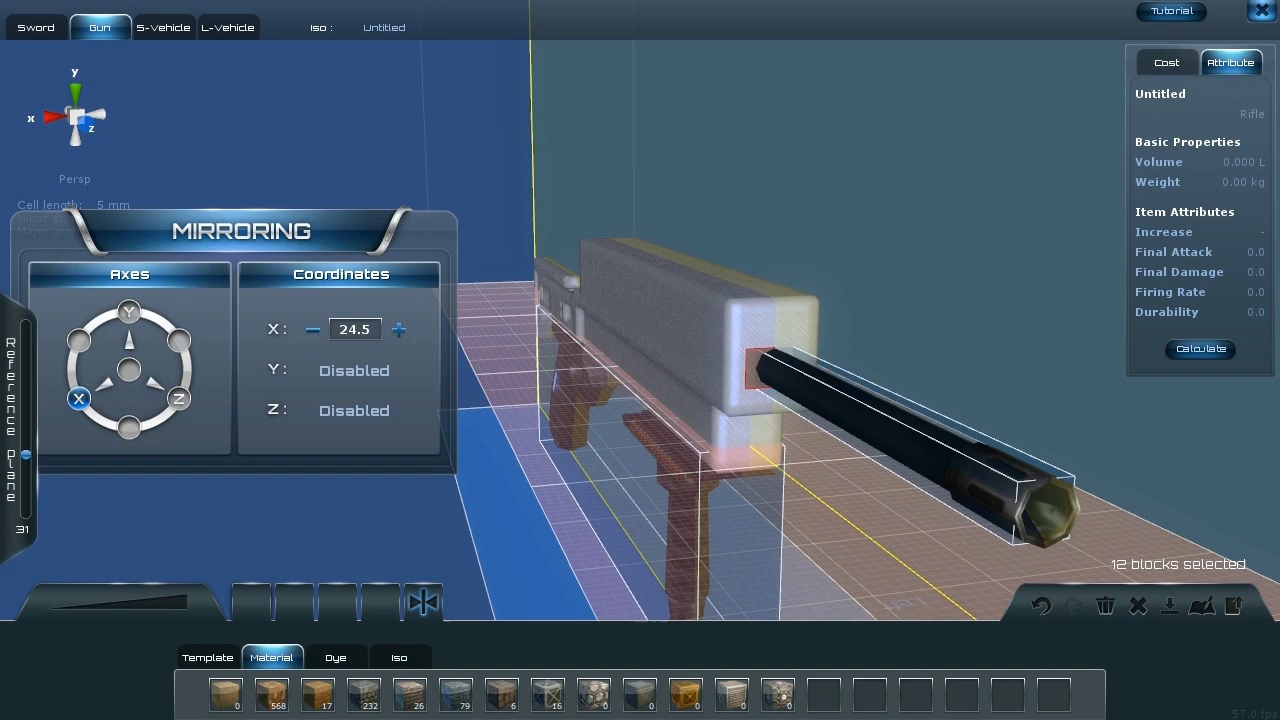 Sword Gun S-Vehicle L-Vehicle Iso : Untitled Tutorial
y
x
z
Persp
Cell length: 5 mm
MIRRORING
Axes
Y
X
Z
Coordinates
X: 24.5
Y: Disabled
Z: Disabled
Reference Plane
31
Cost Attribute
Untitled
Rifle
Basic Properties
Volume 0.000 L
Weight 0.00 kg
Item Attributes
Increase -
Final Attack 0.0
Final Damage 0.0
Firing Rate 0.0
Durability 0.0
Calculate
12 blocks selected
Template Material Dye Iso
0 568 17 232 26 79 6 16 0 0 0 0 0
57.0 fps